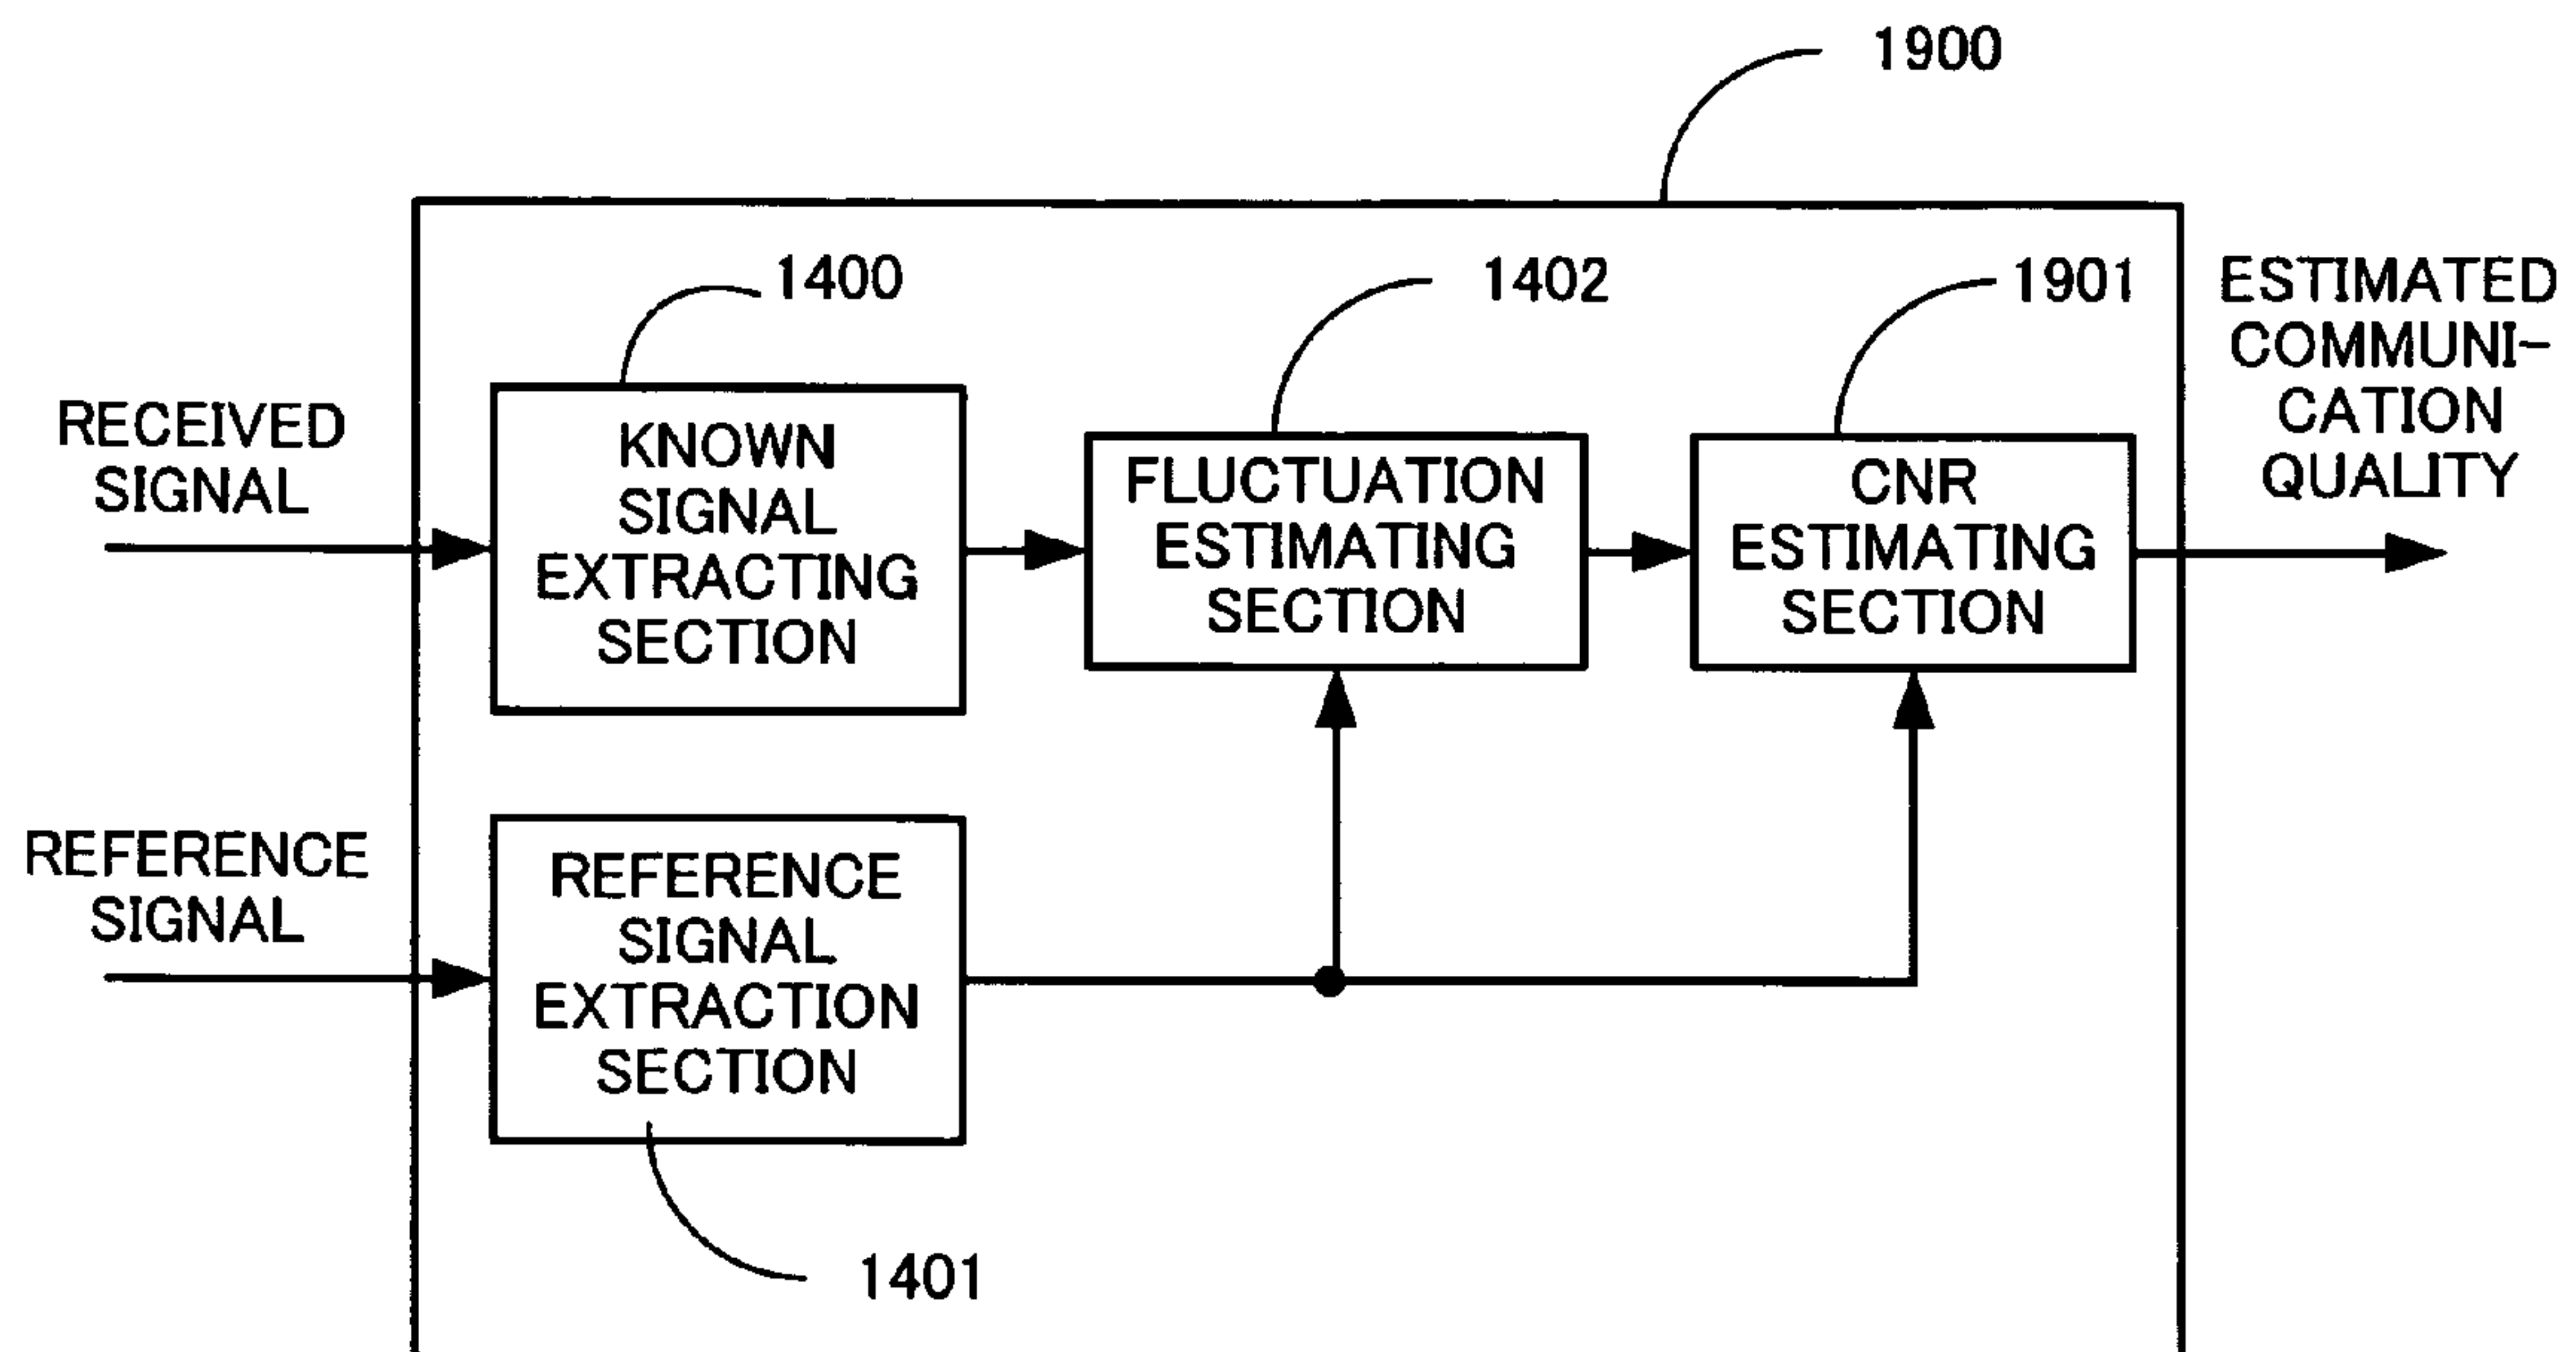 1900
1400
1402
1901
ESTIMATED
COMMUNI-
CATION
QUALITY
RECEIVED
SIGNAL
KNOWN
SIGNAL
EXTRACTING
SECTION
FLUCTUATION
ESTIMATING
SECTION
CNR
ESTIMATING
SECTION
REFERENCE
SIGNAL
REFERENCE
SIGNAL
EXTRACTION
SECTION
1401